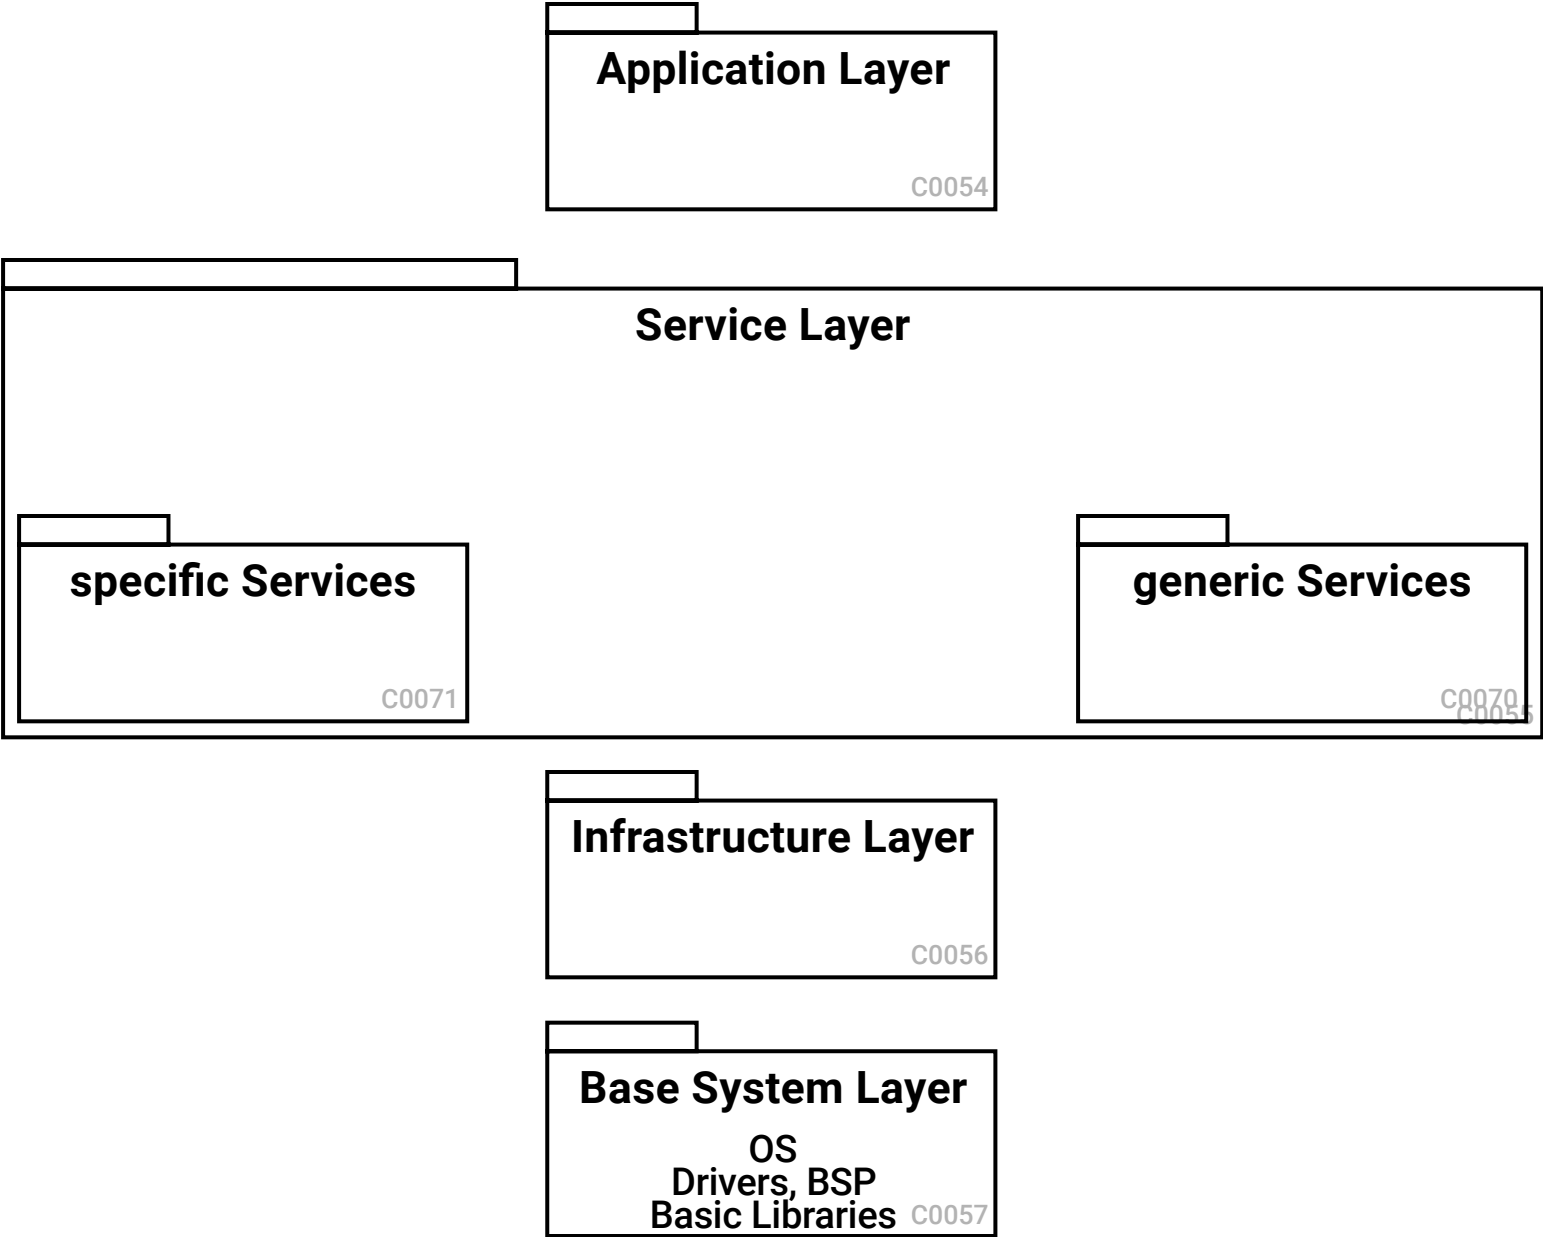 Application Layer
C0054
Service Layer
specific Services
C0071
generic Services
C0070
C0055
Infrastructure Layer
C0056
Base System Layer
OS
Drivers, BSP
Basic Libraries C0057